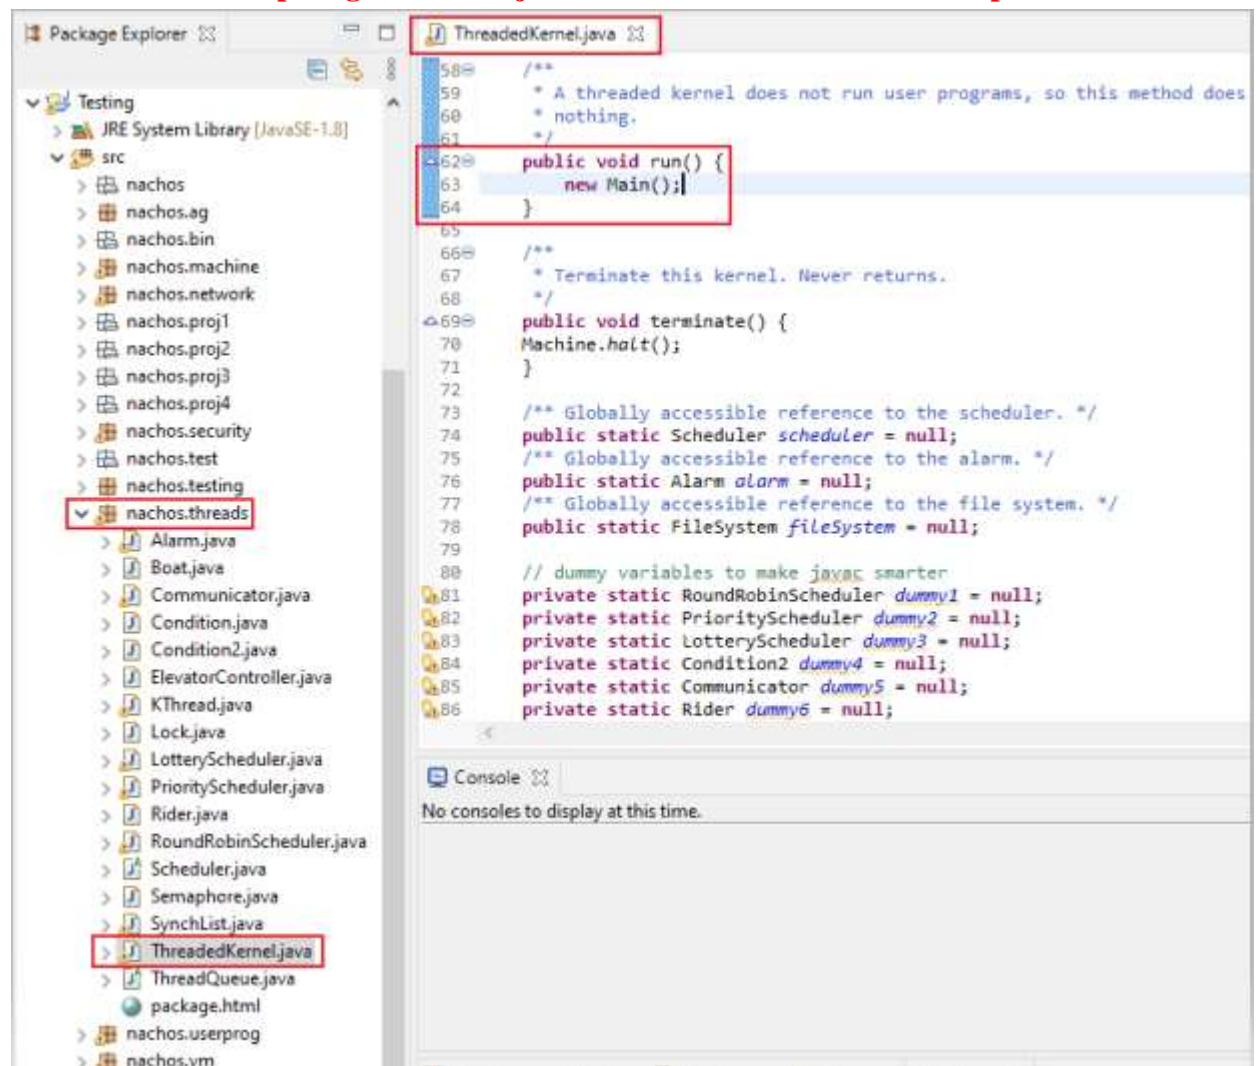 Package Explorer
Testing
JRE System Library [JavaSE-1.8]
src
nachos
nachos.ag
nachos.bin
nachos.machine
nachos.network
nachos.proj1
nachos.proj2
nachos.proj3
nachos.proj4
nachos.security
nachos.test
nachos.testing
nachos.threads
Alarm.java
Boat.java
Communicator.java
Condition.java
Condition2.java
ElevatorController.java
KThread.java
Lock.java
LotteryScheduler.java
PriorityScheduler.java
Rider.java
RoundRobinScheduler.java
Scheduler.java
Semaphore.java
SynchList.java
ThreadedKernel.java
ThreadQueue.java
package.html
nachos.userprog
nachos.vm
ThreadedKernel.java
58 /**
59 * A threaded kernel does not run user programs, so this method does
60 * nothing.
61 */
62 public void run() {
63 new Main();
64 }
65
66 /**
67 * Terminate this kernel. Never returns.
68 */
69 public void terminate() {
70 Machine.halt();
71 }
72
73 /** Globally accessible reference to the scheduler. */
74 public static Scheduler scheduler = null;
75 /** Globally accessible reference to the alarm. */
76 public static Alarm alarm = null;
77 /** Globally accessible reference to the file system. */
78 public static FileSystem fileSystem = null;
79
80 // dummy variables to make javac smarter
81 private static RoundRobinScheduler dummy1 = null;
82 private static PriorityScheduler dummy2 = null;
83 private static LotteryScheduler dummy3 = null;
84 private static Condition2 dummy4 = null;
85 private static Communicator dummy5 = null;
86 private static Rider dummy6 = null;
Console
No consoles to display at this time.